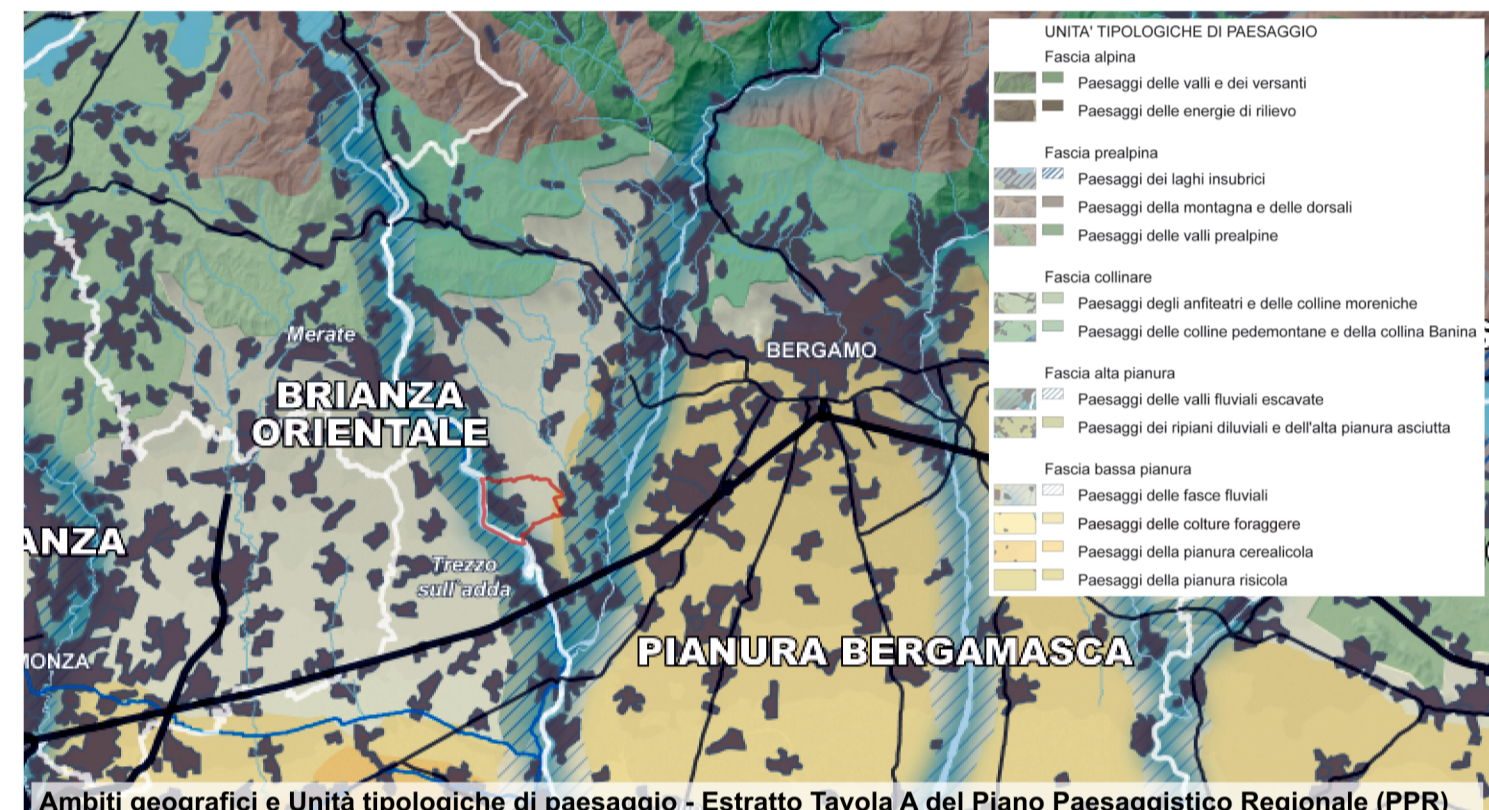 UNITA' TIPOLOGICHE DI PAESAGGIO
Fascia alpina
Paesaggi delle valli e dei versanti
Paesaggi delle energie di rilievo
Fascia prealpina
Paesaggi dei laghi insubrici
Paesaggi della montagna e delle dorsali
Paesaggi delle valli prealpine
Fascia collinare
Paesaggi degli anfiteatri e delle colline moreniche
Paesaggi delle colline pedemontane e della collina Banina
Fascia alta pianura
Paesaggi delle valli fluviali escavate
Paesaggi dei ripiani diluviali e dell'alta pianura asciutta
Fascia bassa pianura
Paesaggi delle fasce fluviali
Paesaggi delle colture foraggere
Paesaggi della pianura cerealicola
Paesaggi della pianura risicola
Merate
BERGAMO
BRIANZA
ORIENTALE
ANZA
Trezzo
sull'adda
MONZA
PIANURA BERGAMASCA
Ambiti geografici e Unità tipologiche di paesaggio - Estratto Tavola A del Piano Paesaggistico Regionale (PPR)